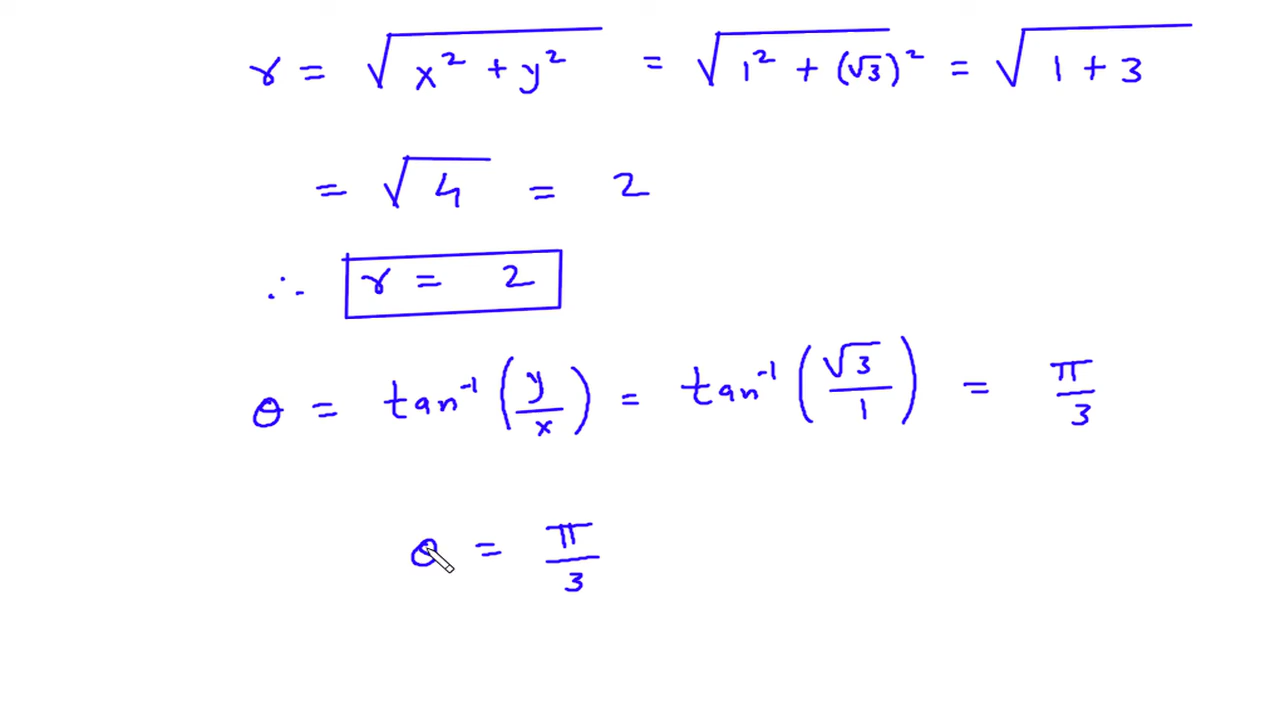 r = √(x² + y²) = √(1² + (√3)²) = √(1 + 3)
= √4 = 2
∴ r = 2
θ = tan⁻¹(y/x) = tan⁻¹(√3/1) = π/3
θ = π/3